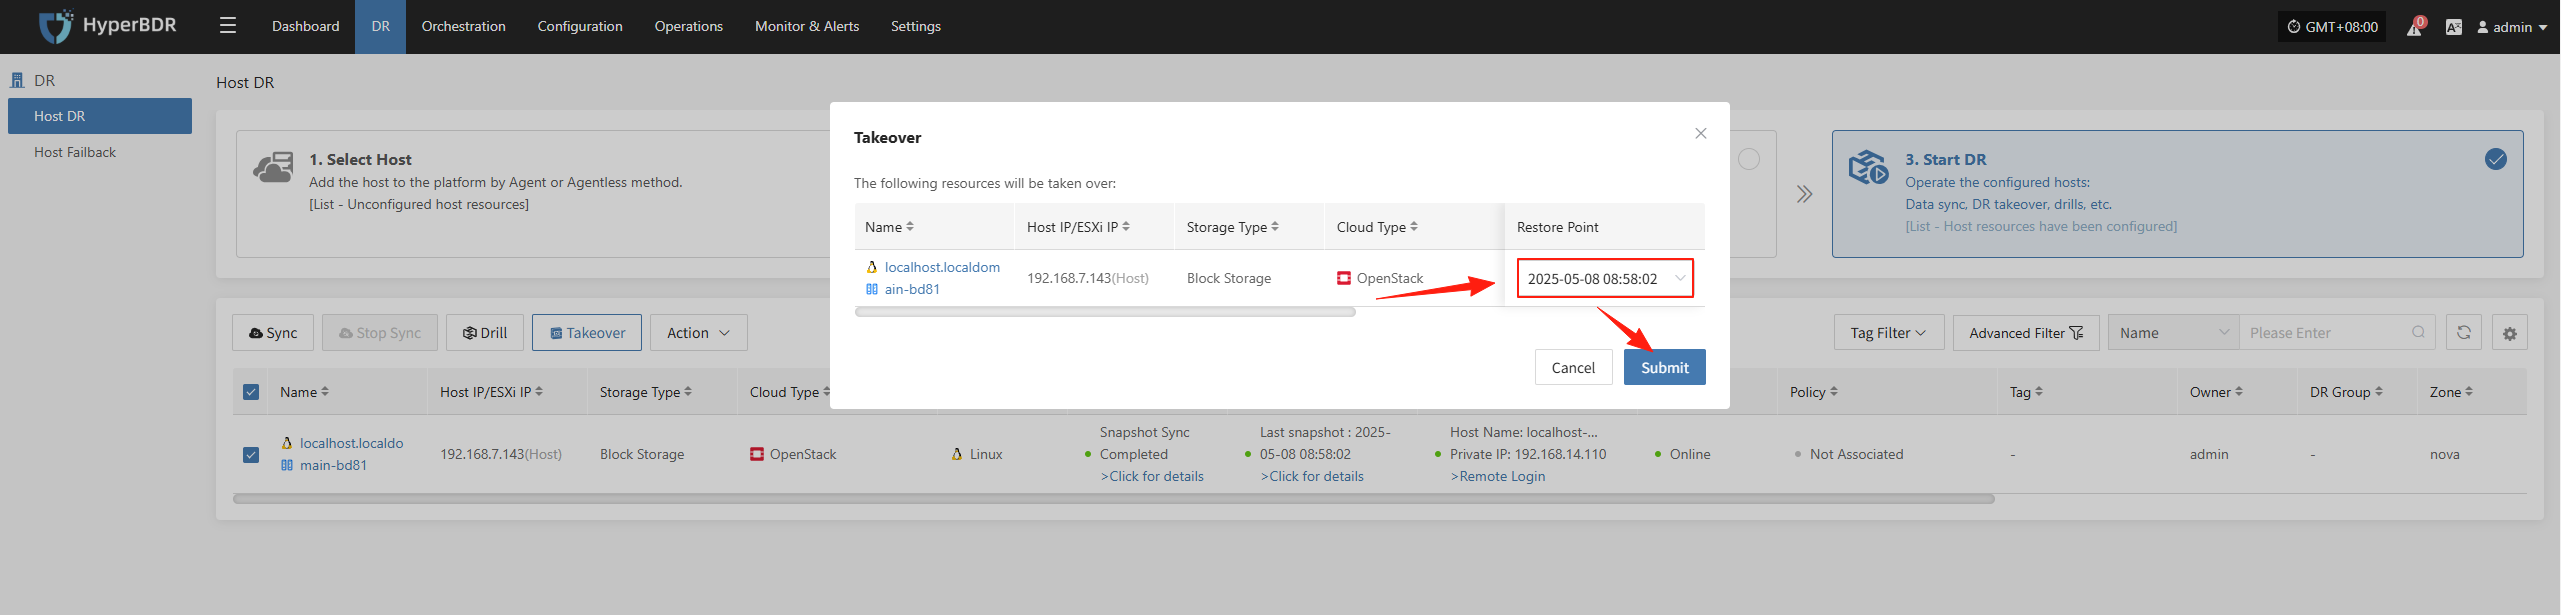 HyperBDR
Dashboard
DR
Orchestration
Configuration
Operations
Monitor & Alerts
Settings
GMT+08:00
0
admin
DR
Host DR
Host Failback
Host DR
1. Select Host
Add the host to the platform by Agent or Agentless method.
[List - Unconfigured host resources]
3. Start DR
Operate the configured hosts:
Data sync, DR takeover, drills, etc.
[List - Host resources have been configured]
Takeover
The following resources will be taken over:
Name
Host IP/ESXi IP
Storage Type
Cloud Type
Restore Point
localhost.localdom
ain-bd81
192.168.7.143(Host)
Block Storage
OpenStack
2025-05-08 08:58:02
Cancel
Submit
Sync
Stop Sync
Drill
Takeover
Action
Tag Filter
Advanced Filter
Name
Please Enter
Name
Host IP/ESXi IP
Storage Type
Cloud Type
Policy
Tag
Owner
DR Group
Zone
localhost.localdo
main-bd81
192.168.7.143(Host)
Block Storage
OpenStack
Linux
Snapshot Sync
Completed
>Click for details
Last snapshot : 2025-
05-08 08:58:02
>Click for details
Host Name: localhost-...
Private IP: 192.168.14.110
>Remote Login
Online
Not Associated
-
admin
-
nova